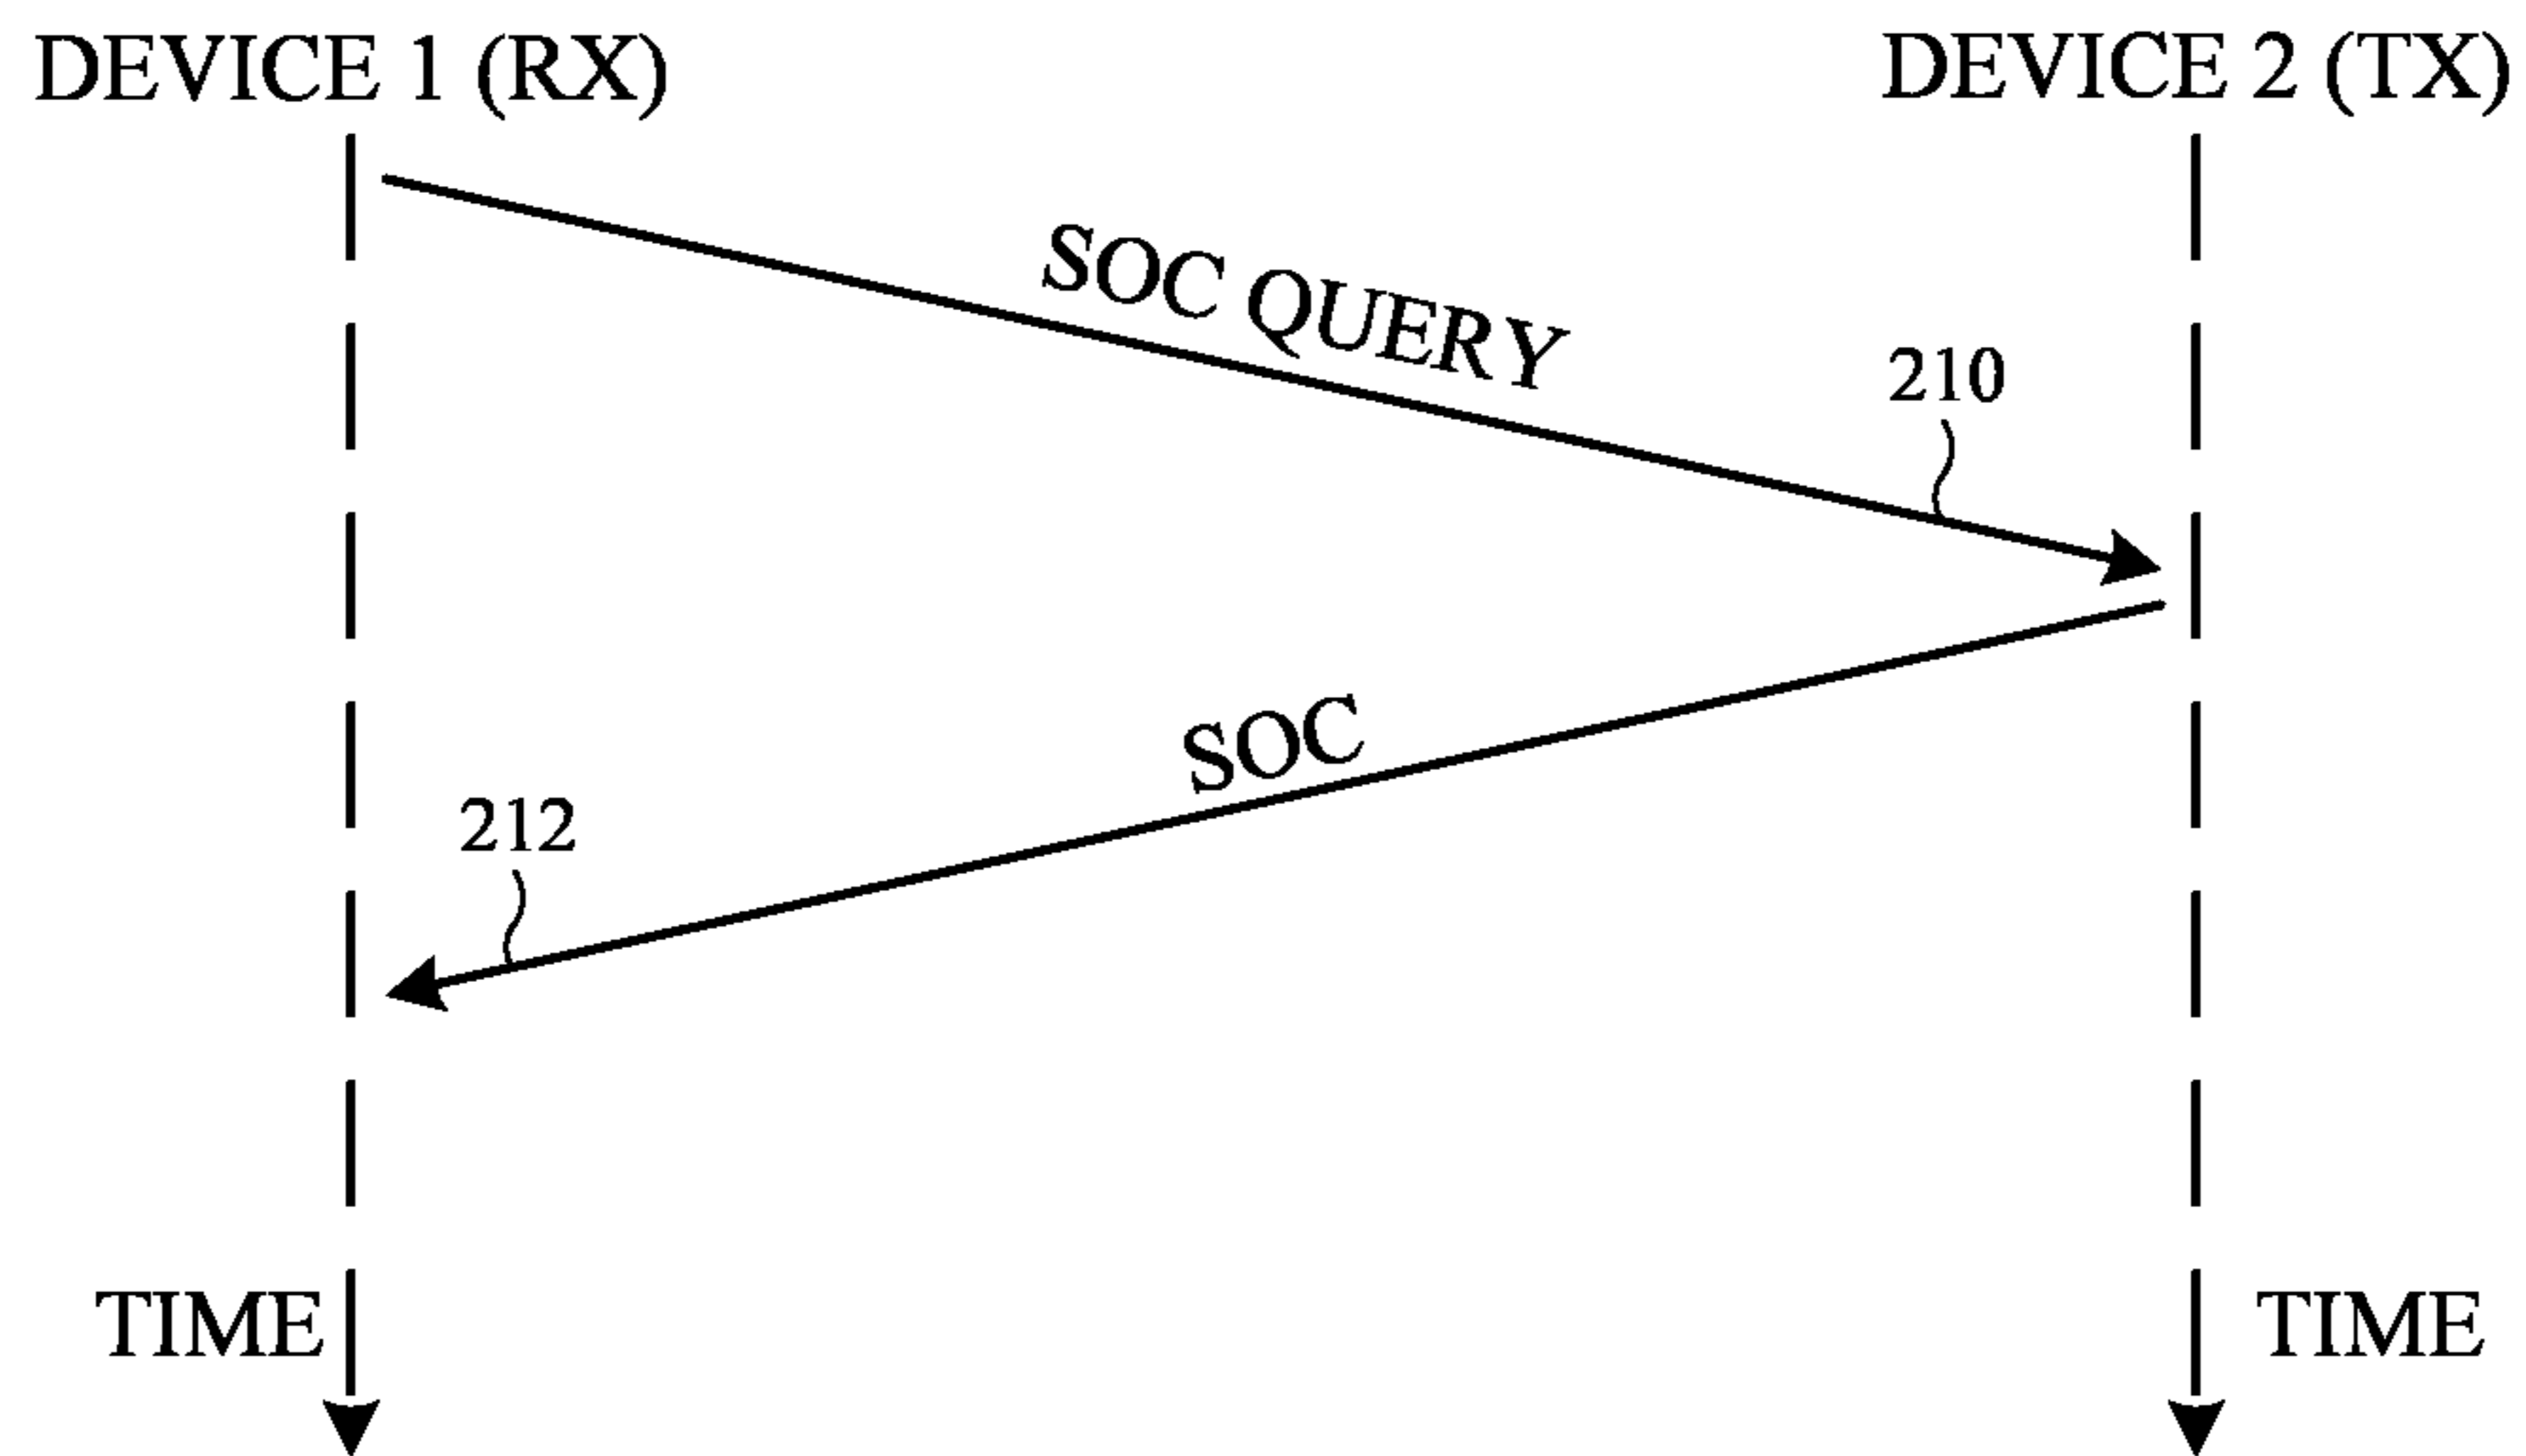 DEVICE 1 (RX)
DEVICE 2 (TX)
SOC QUERY
210
SOC
212
TIME
TIME